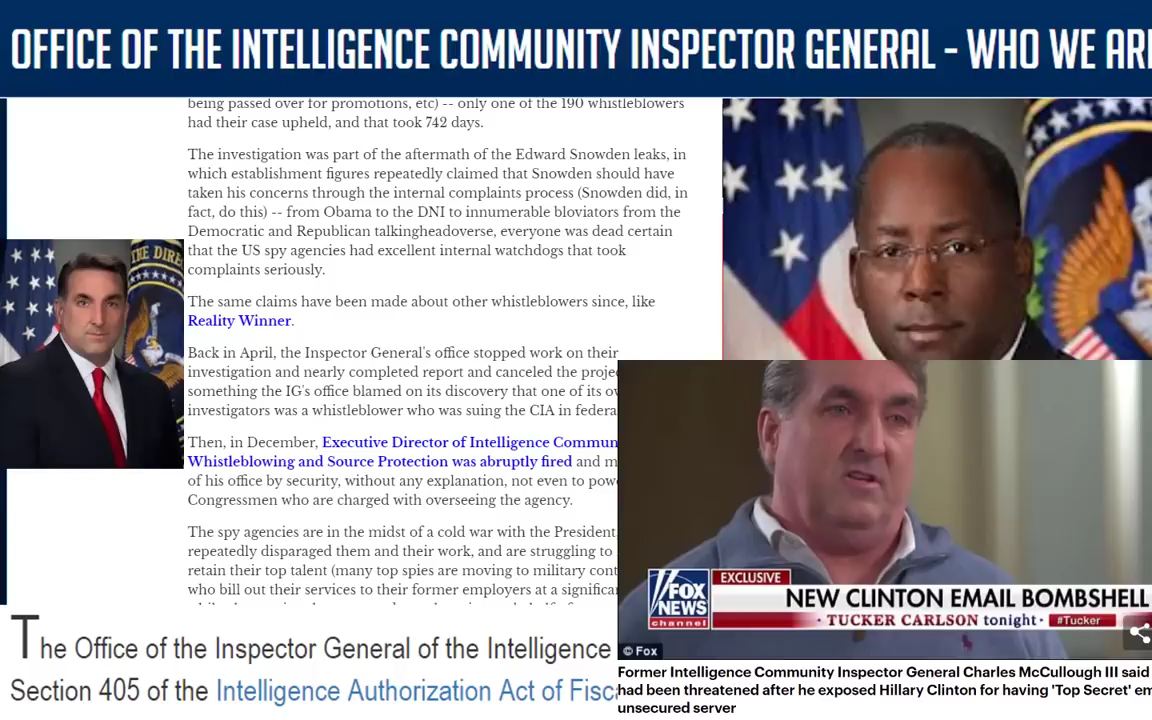 OFFICE OF THE INTELLIGENCE COMMUNITY INSPECTOR GENERAL - WHO WE AR
being passed over for promotions, etc) -- only one of the 190 whistleblowers
had their case upheld, and that took 742 days.
The investigation was part of the aftermath of the Edward Snowden leaks, in
which establishment figures repeatedly claimed that Snowden should have
taken his concerns through the internal complaints process (Snowden did, in
fact, do this) -- from Obama to the DNI to innumerable bloviators from the
Democratic and Republican talkingheadoverse, everyone was dead certain
that the US spy agencies had excellent internal watchdogs that took
complaints seriously.
The same claims have been made about other whistleblowers since, like
Reality Winner.
Back in April, the Inspector General's office stopped work on their
investigation and nearly completed report and canceled the proje
something the IG's office blamed on its discovery that one of its ov
investigators was a whistleblower who was suing the CIA in federa
Then, in December, Executive Director of Intelligence Commun
Whistleblowing and Source Protection was abruptly fired and m
of his office by security, without any explanation, not even to pow
Congressmen who are charged with overseeing the agency.
The spy agencies are in the midst of a cold war with the President,
repeatedly disparaged them and their work, and are struggling to
retain their top talent (many top spies are moving to military cont
who bill out their services to their former employers at a significan
The Office of the Inspector General of the Intelligence
Section 405 of the Intelligence Authorization Act of Fisc
THE DIRE
FOX
NEWS
channel
EXCLUSIVE
NEW CLINTON EMAIL BOMBSHELL
· TUCKER CARLSON tonight · #Tucker
© Fox
Former Intelligence Community Inspector General Charles McCullough III said
had been threatened after he exposed Hillary Clinton for having 'Top Secret' em
unsecured server